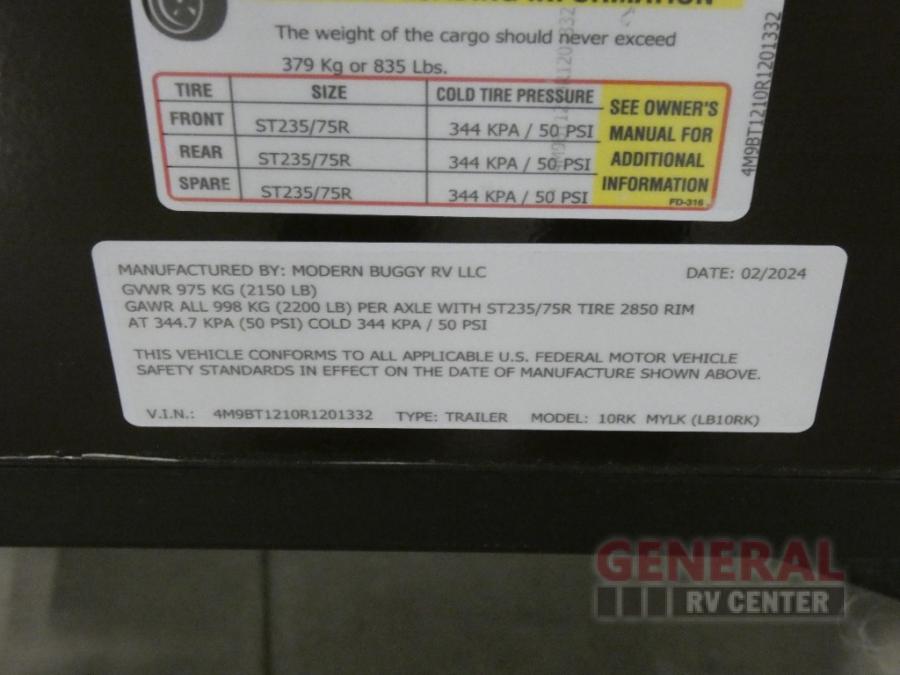 INFORMATION
The weight of the cargo should never exceed
379 Kg or 835 Lbs.
TIRE SIZE COLD TIRE PRESSURE
FRONT ST235/75R 344 KPA / 50 PSI
REAR ST235/75R 344 KPA / 50 PSI
SPARE ST235/75R 344 KPA / 50 PSI
SEE OWNER'S
MANUAL FOR
ADDITIONAL
INFORMATION
FD-316
4M9BT1210R1201332
MANUFACTURED BY: MODERN BUGGY RV LLC DATE: 02/2024
GVWR 975 KG (2150 LB)
GAWR ALL 998 KG (2200 LB) PER AXLE WITH ST235/75R TIRE 2850 RIM
AT 344.7 KPA (50 PSI) COLD 344 KPA / 50 PSI
THIS VEHICLE CONFORMS TO ALL APPLICABLE U.S. FEDERAL MOTOR VEHICLE
SAFETY STANDARDS IN EFFECT ON THE DATE OF MANUFACTURE SHOWN ABOVE.
V.I.N.: 4M9BT1210R1201332 TYPE: TRAILER MODEL: 10RK MYLK (LB10RK)
GENERAL
RV CENTER